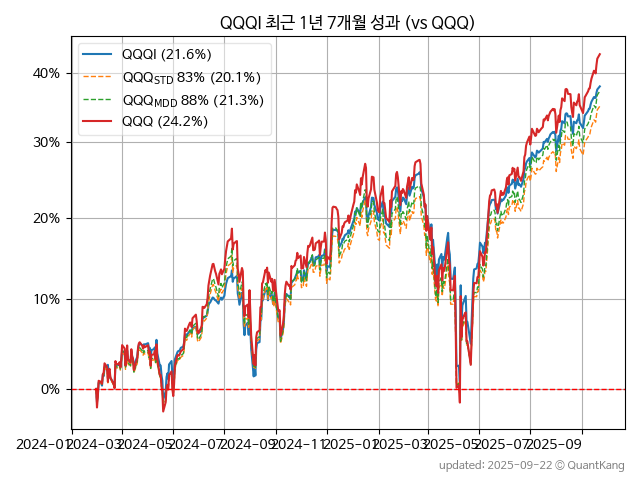 QQQI 최근 1년 7개월 성과 (vs QQQ)
QQQI (21.6%)
QQQSTD 83% (20.1%)
QQQMDD 88% (21.3%)
QQQ (24.2%)
40%
30%
20%
10%
0%
2024-01 2024-03 2024-05 2024-07 2024-09 2024-11 2025-01 2025-03 2025-05 2025-07 2025-09
updated: 2025-09-22 © QuantKang